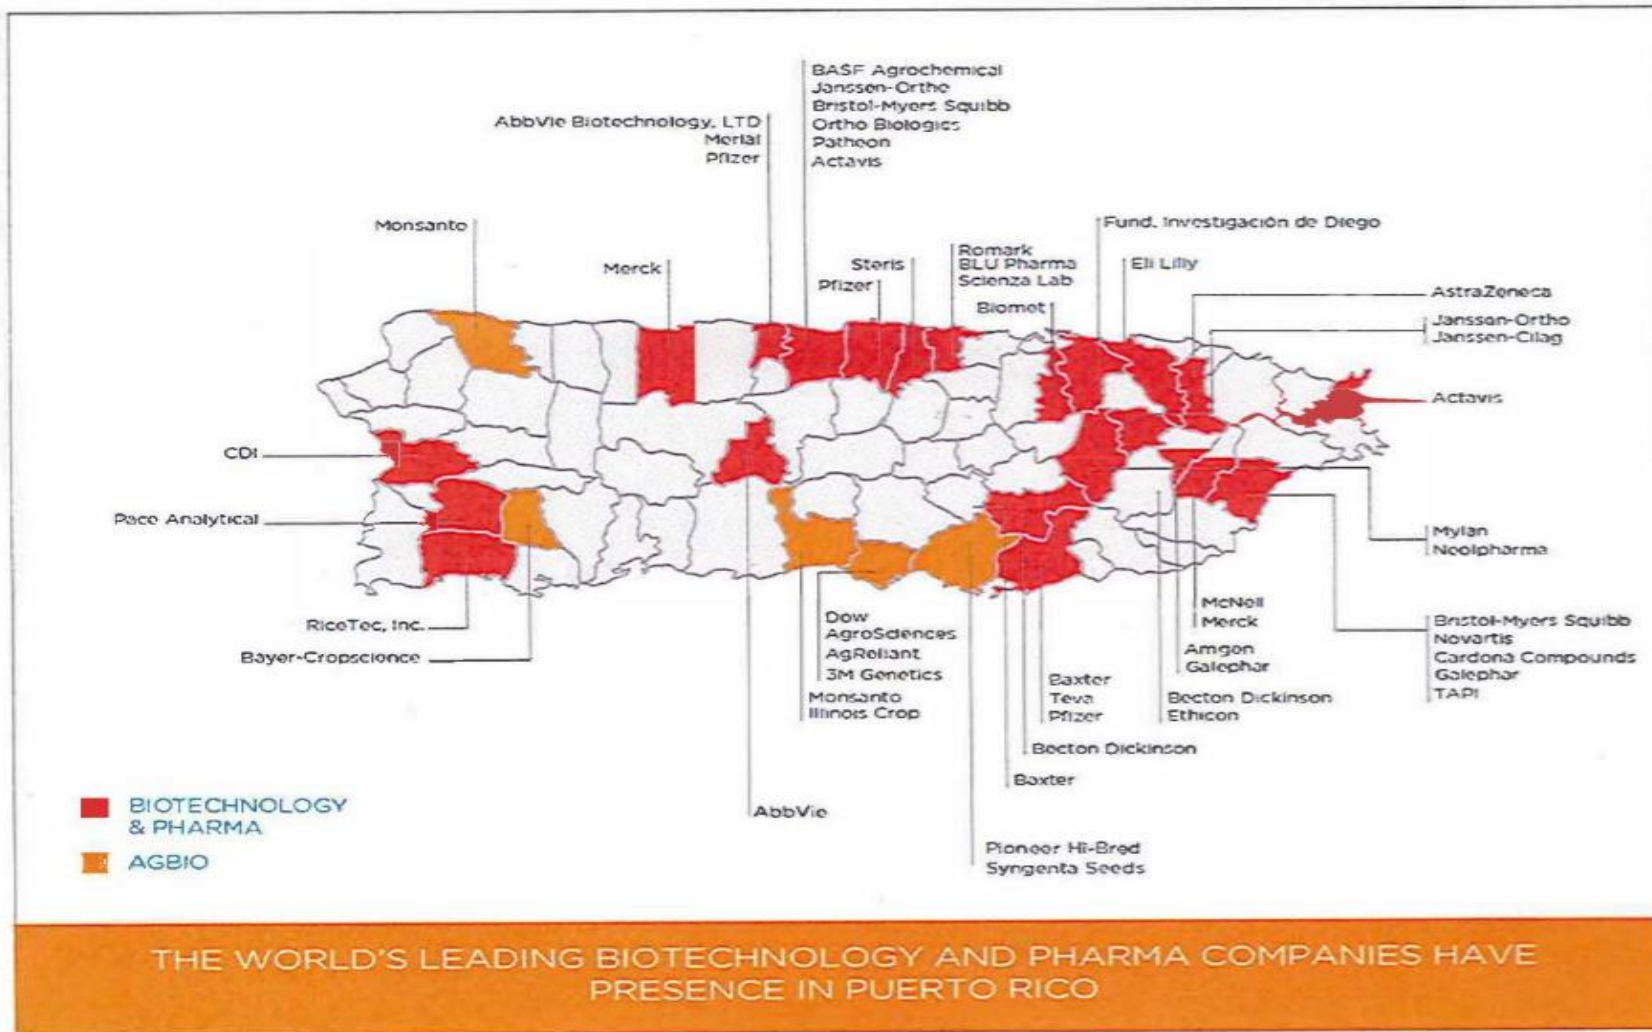 BASF Agrochemical
Janssen-Ortho
Bristol-Myers Squibb
Ortho Biologics
Patheon
Actavis
AbbVie Biotechnology, LTD
Merial
Pfizer
Monsanto
Merck
Steris
Pfizer
Romark
BLU Pharma
Scienza Lab
Biomet
Fund. Investigación de Diego
Eli Lilly
AstraZeneca
Janssen-Ortho
Janssen-Cilag
Actavis
CDI
Pace Analytical
RiceTec, Inc.
Bayer-Cropscience
Mylan
Neolpharma
Dow
AgroSciences
AgReliant
3M Genetics
Monsanto
Illinois Crop
McNeil
Merck
Amgen
Galephar
Bristol-Myers Squibb
Novartis
Cardona Compounds
Galephar
TAPI
Baxter
Teva
Pfizer
Becton Dickinson
Ethicon
Becton Dickinson
Baxter
AbbVie
Pioneer Hi-Bred
Syngenta Seeds
BIOTECHNOLOGY
& PHARMA
AGBIO
THE WORLD'S LEADING BIOTECHNOLOGY AND PHARMA COMPANIES HAVE
PRESENCE IN PUERTO RICO